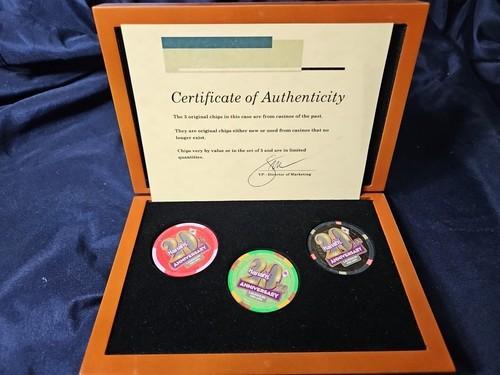 Certificate of Authenticity
The 3 original chips in this case are from casinos of the past.
They are original chips either new or used from casinos that no
longer exist.
Chips very by value or in the set of 3 and are in limited
quantities.
VP - Director of Marketing
20
ANNIVERSARY
20
ANNIVERSARY
20
ANNIVERSARY